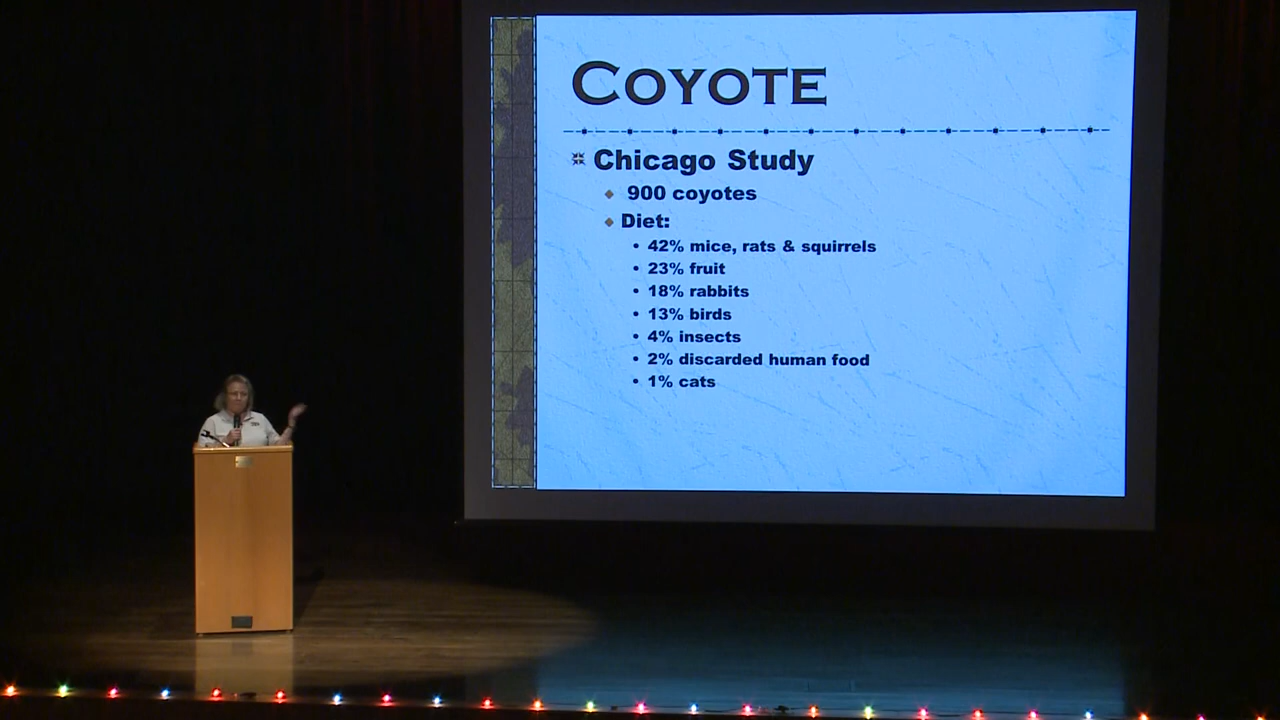 COYOTE
Chicago Study
900 coyotes
Diet:
• 42% mice, rats & squirrels
• 23% fruit
• 18% rabbits
• 13% birds
• 4% insects
• 2% discarded human food
• 1% cats